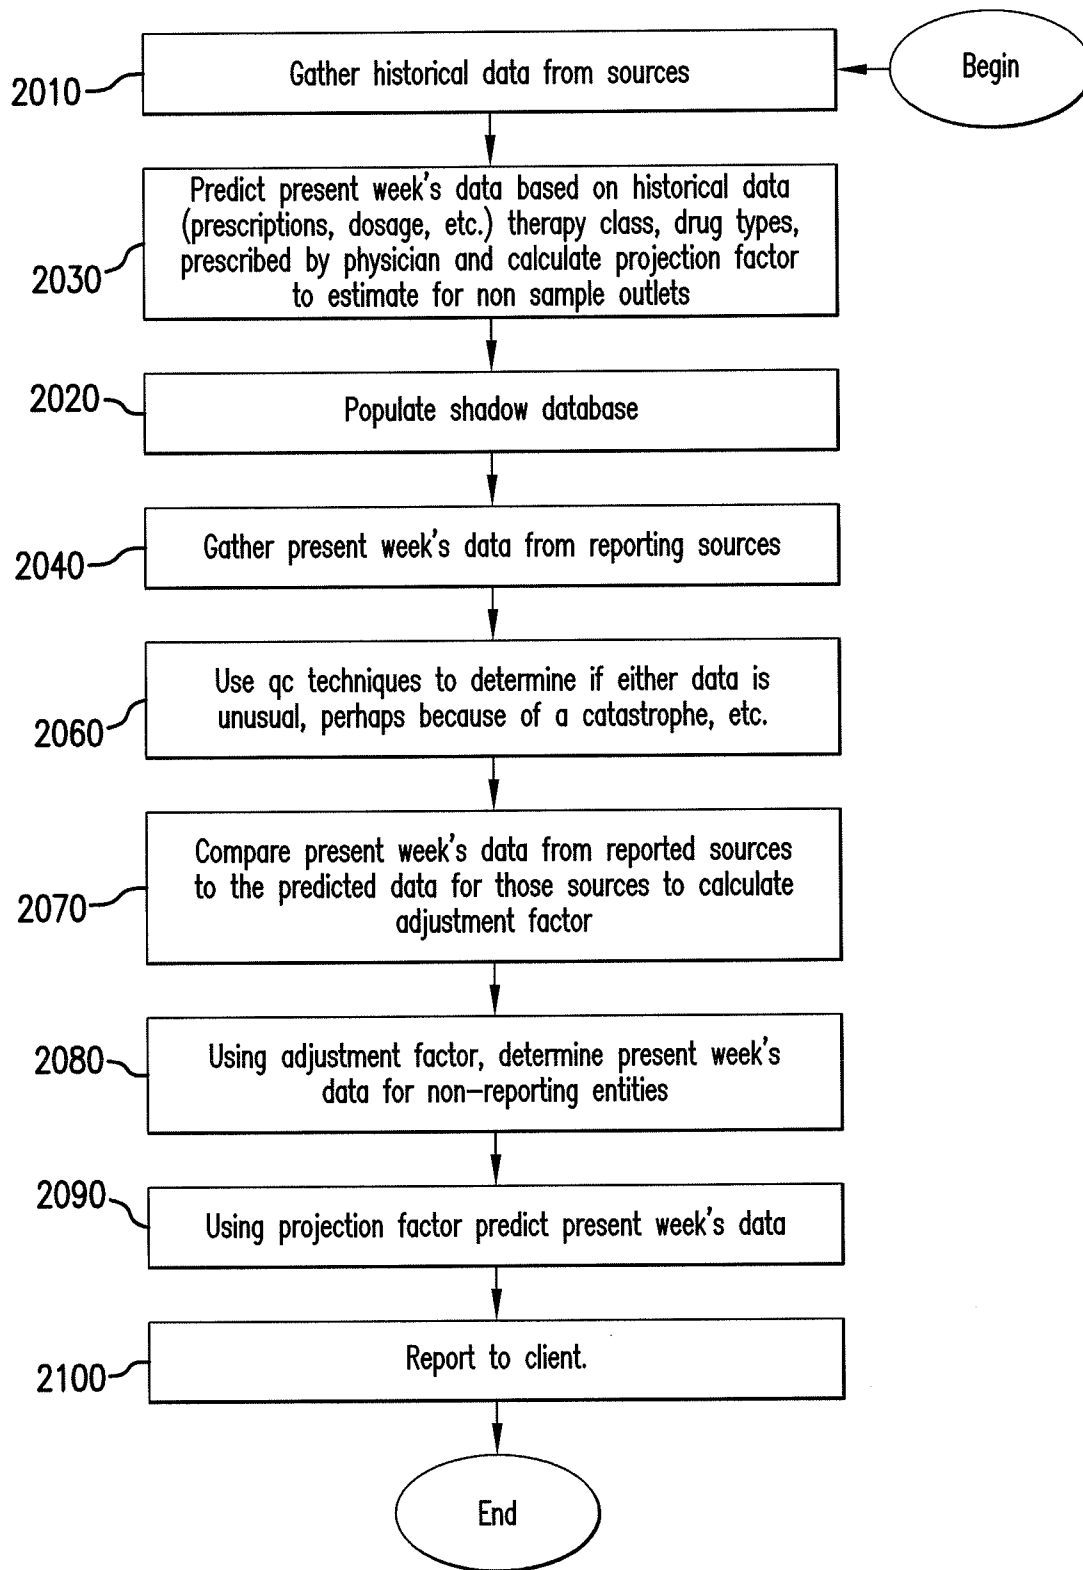 Begin
2010
Gather historical data from sources
Predict present week's data based on historical data
(prescriptions, dosage, etc.) therapy class, drug types,
prescribed by physician and calculate projection factor
to estimate for non sample outlets
2030
2020
Populate shadow database
2040
Gather present week's data from reporting sources
Use qc techniques to determine if either data is
unusual, perhaps because of a catastrophe, etc.
2060
Compare present week's data from reported sources
to the predicted data for those sources to calculate
adjustment factor
2070
2080
Using adjustment factor, determine present week's
data for non-reporting entities
2090
Using projection factor predict present week's data
2100
Report to client.
End